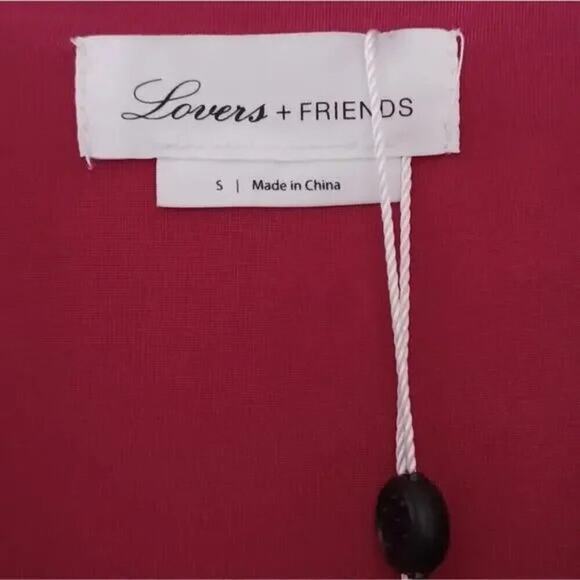 Lovers + FRIENDS
S | Made in China